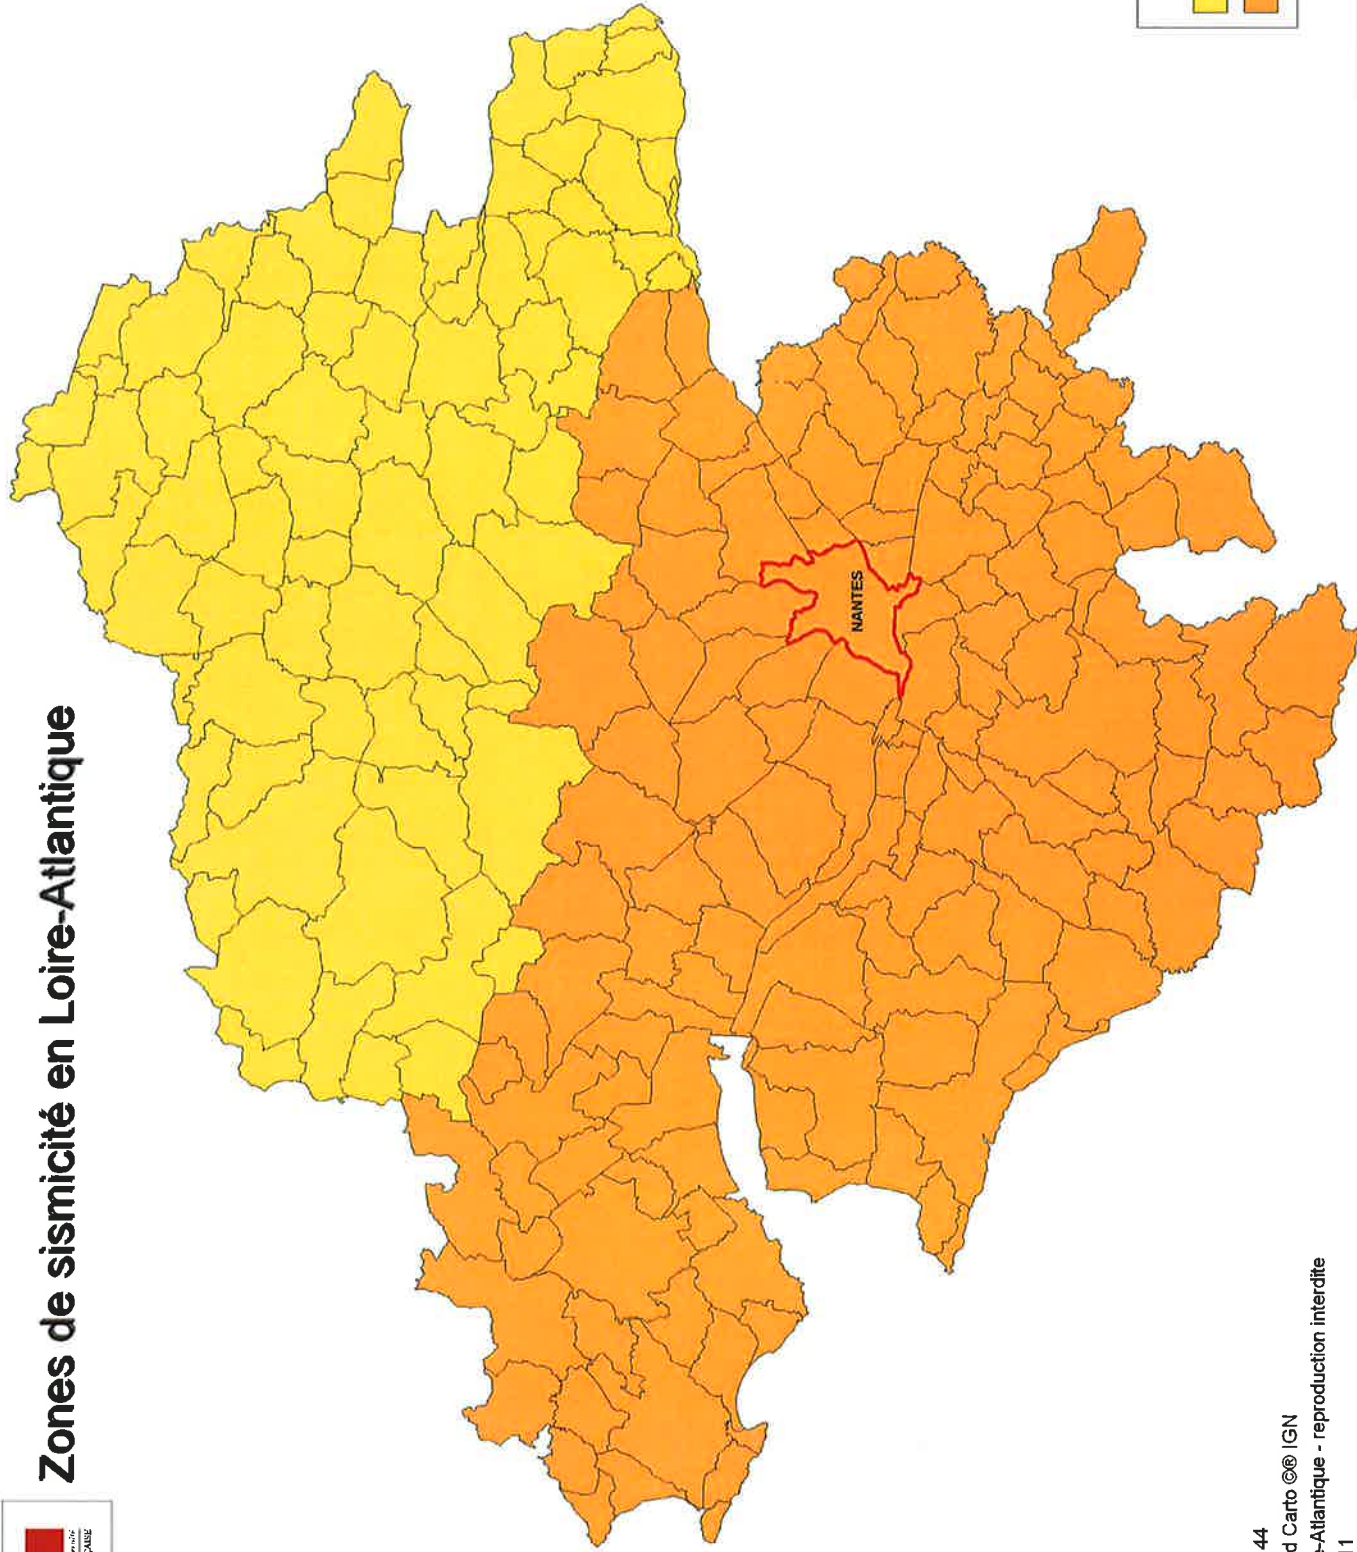 Zones de sismicité en Loire-Atlantique
NANTES
44
d Carto ©® IGN
e-Atlantique - reproduction interdite